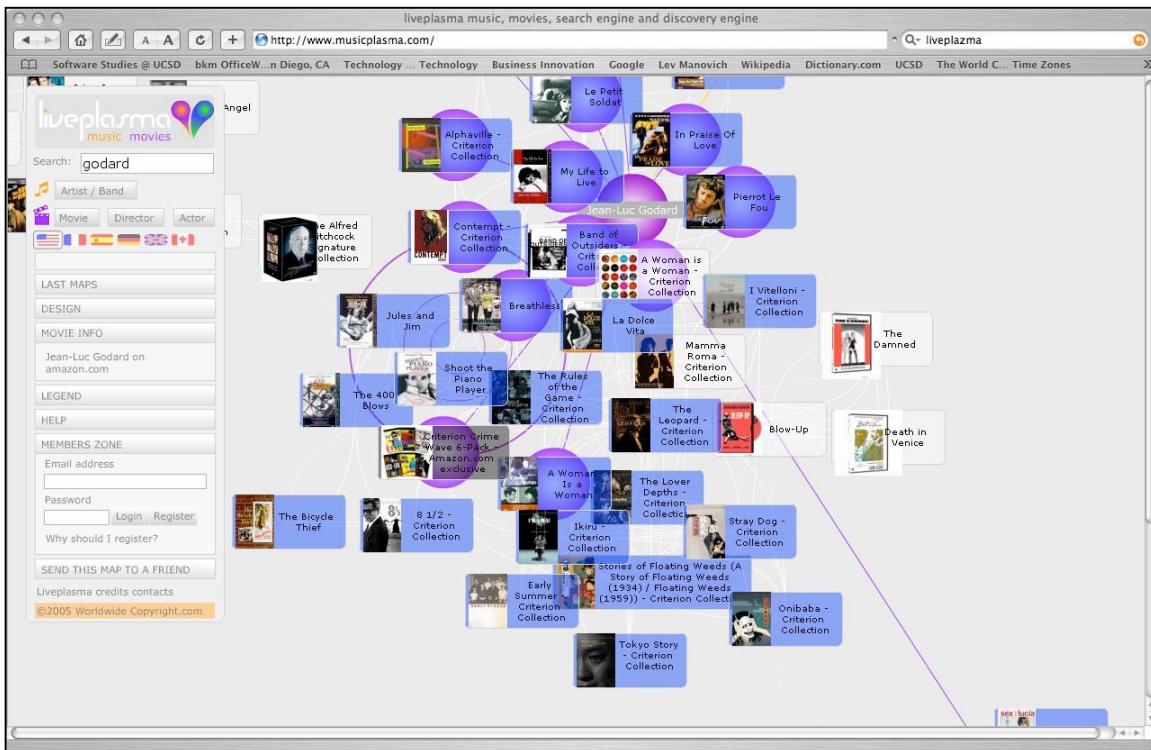 liveplasma music, movies, search engine and discovery engine
A A
http://www.musicplasma.com/
liveplazma
Software Studies @ UCSD
bkm OfficeW...n Diego, CA
Technology ... Technology
Business Innovation
Google
Lev Manovich
Wikipedia
Dictionary.com
UCSD
The World C... Time Zones
liveplasma
music movies
Search:
godard
Artist / Band
Movie
Director
Actor
LAST MAPS
DESIGN
MOVIE INFO
Jean-Luc Godard on
amazon.com
LEGEND
HELP
MEMBERS ZONE
Email address
Password
Login
Register
Why should I register?
SEND THIS MAP TO A FRIEND
Liveplasma credits contacts
©2005 Worldwide Copyright.com
Angel
Le Petit
Soldat
Alphaville -
Criterion
Collection
My Life to
Live
In Praise Of
Love
Pierrot Le
Fou
Jean-Luc Godard
Alfred
Signature
Collection
Contempt -
Criterion
Collection
CONTEMPT
Band of
Outsiders -
A Woman is
a Woman -
Criterion
Collection
I Vitelloni -
Criterion
Collection
Breathless
Jules and
Jim
La Dolce
Vita
Mamma
Roma -
Criterion
Collection
The
Damned
Shoot the
Piano
Player
The 400
Blows
The Rules
of the
Game -
Criterion
Collection
The
Leopard -
Criterion
Collection
Blow-Up
Death in
Venice
Criterion Crime
Wave 6-Pack -
Amazon.com
exclusive
A Woman
Is a
Woman
The Lower
Depths -
Criterion
The Bicycle
Thief
8 1/2 -
Criterion
Collection
IKIRU
Ikiru -
Criterion
Collection
Stray Dog -
Criterion
Collection
Stories of Floating Weeds (A
Story of Floating Weeds
(1934) / Floating Weeds
(1959)) - Criterion
Early
Summer -
Criterion
Collection
Onibaba -
Criterion
Collection
Tokyo Story
- Criterion
Collection
sex i lucia